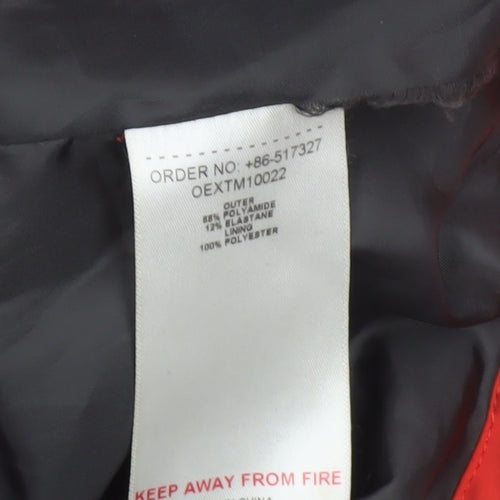 ORDER NO: +86-517327
OEXTM10022
OUTER
88% POLYAMIDE
12% ELASTANE
LINING
100% POLYESTER
KEEP AWAY FROM FIRE